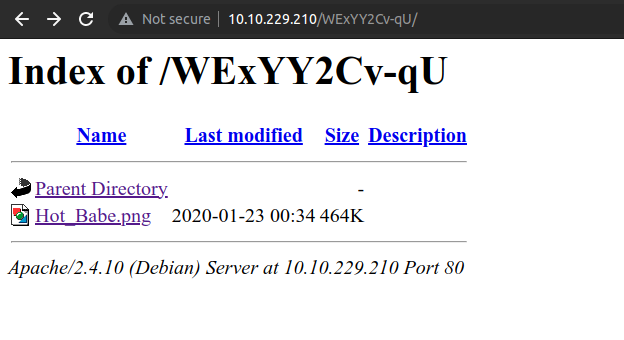 Not secure | 10.10.229.210/WExYY2Cv-qU/
Index of /WExYY2Cv-qU
Name Last modified Size Description
Parent Directory -
Hot_Babe.png 2020-01-23 00:34 464K
Apache/2.4.10 (Debian) Server at 10.10.229.210 Port 80